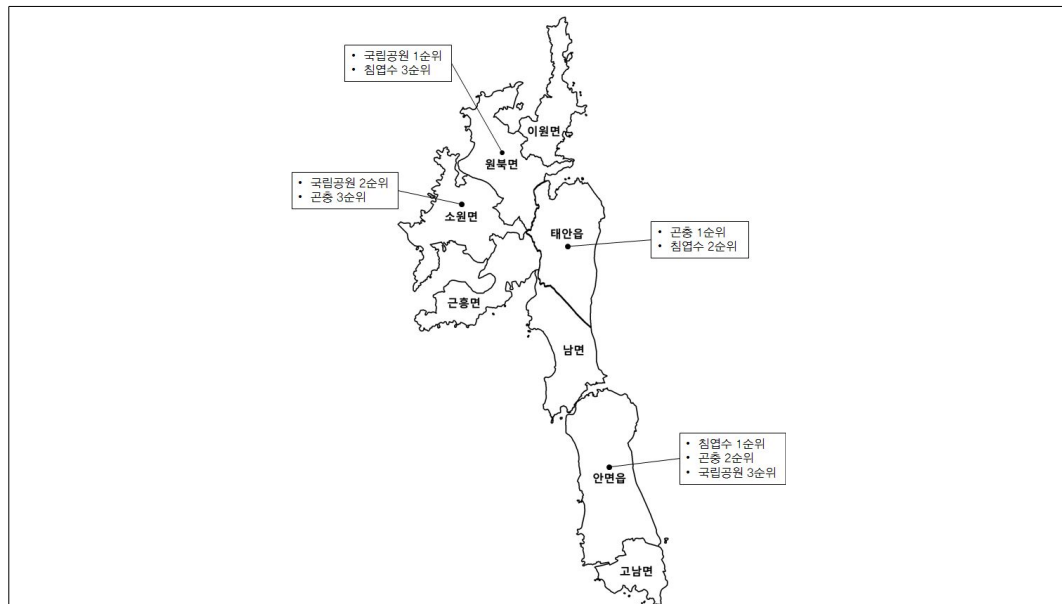 • 국립공원 1순위
• 침엽수 3순위
이원면
원북면
• 국립공원 2순위
• 곤충 3순위
소원면
태안읍
• 곤충 1순위
• 침엽수 2순위
근흥면
남면
• 침엽수 1순위
• 곤충 2순위
• 국립공원 3순위
안면읍
고남면